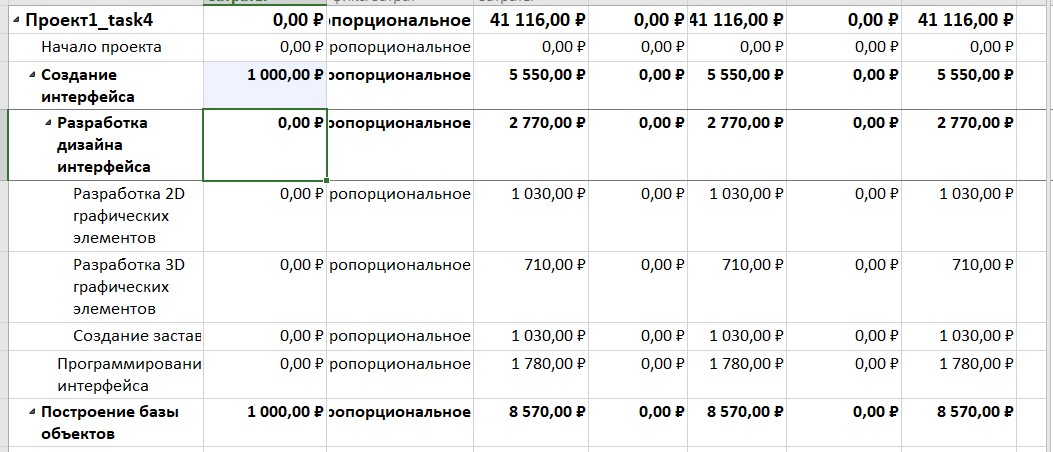 Проект1_task4 0,00 ₽ опорциональное 41 116,00 ₽ 0,00 ₽ 41 116,00 ₽ 0,00 ₽ 41 116,00 ₽
Начало проекта 0,00 ₽ ропорциональное 0,00 ₽ 0,00 ₽ 0,00 ₽ 0,00 ₽ 0,00 ₽
Создание 1 000,00 ₽ ропорциональное 5 550,00 ₽ 0,00 ₽ 5 550,00 ₽ 0,00 ₽ 5 550,00 ₽
интерфейса
Разработка 0,00 ₽ ропорциональное 2 770,00 ₽ 0,00 ₽ 2 770,00 ₽ 0,00 ₽ 2 770,00 ₽
дизайна
интерфейса
Разработка 2D 0,00 ₽ ропорциональное 1 030,00 ₽ 0,00 ₽ 1 030,00 ₽ 0,00 ₽ 1 030,00 ₽
графических
элементов
Разработка 3D 0,00 ₽ ропорциональное 710,00 ₽ 0,00 ₽ 710,00 ₽ 0,00 ₽ 710,00 ₽
графических
элементов
Создание застав 0,00 ₽ ропорциональное 1 030,00 ₽ 0,00 ₽ 1 030,00 ₽ 0,00 ₽ 1 030,00 ₽
Программировани 0,00 ₽ ропорциональное 1 780,00 ₽ 0,00 ₽ 1 780,00 ₽ 0,00 ₽ 1 780,00 ₽
интерфейса
Построение базы 1 000,00 ₽ ропорциональное 8 570,00 ₽ 0,00 ₽ 8 570,00 ₽ 0,00 ₽ 8 570,00 ₽
объектов